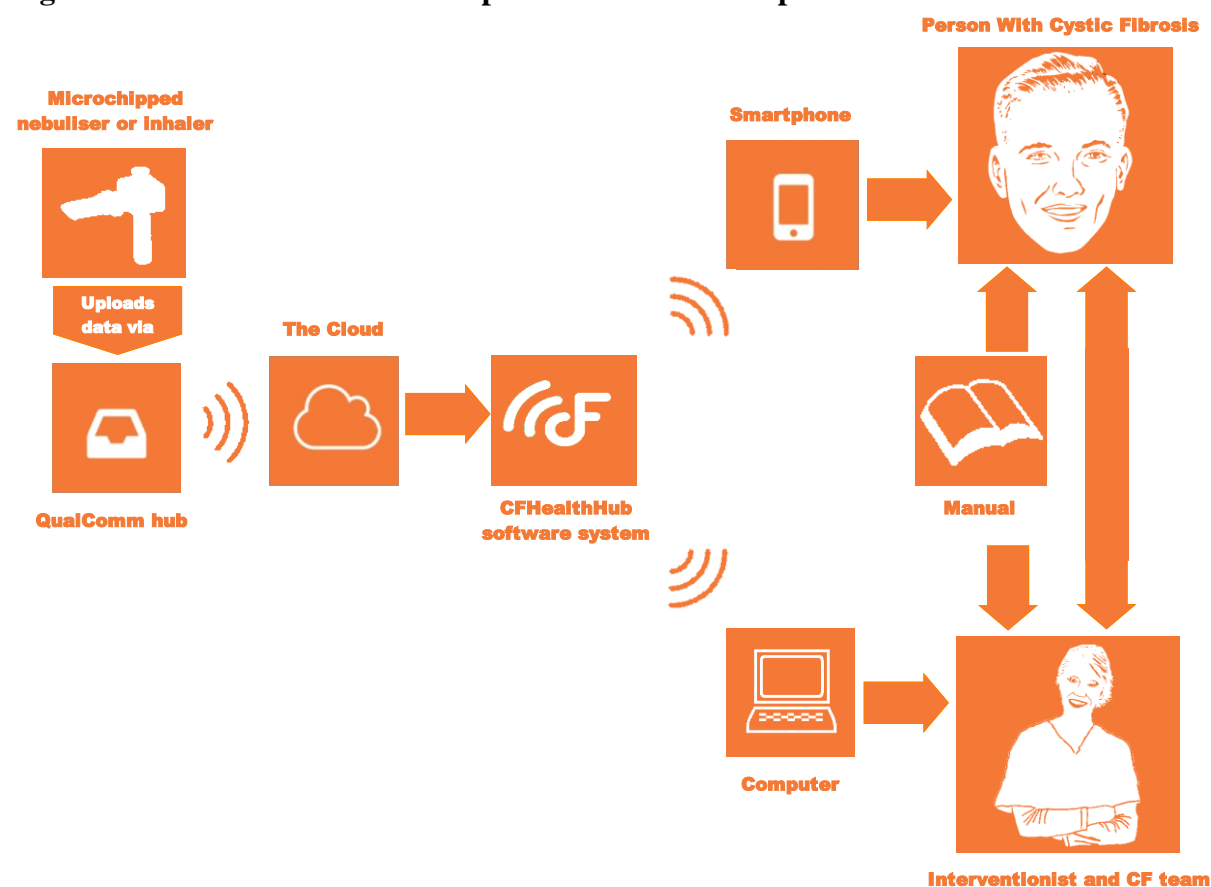 Person With Cystic Fibrosis
Microchipped
nebuliser or Inhaler
Smartphone
Uploads
data via
The Cloud
CF
QualComm hub
CFHealthHub
software system
Manual
Computer
Interventionist and CF team